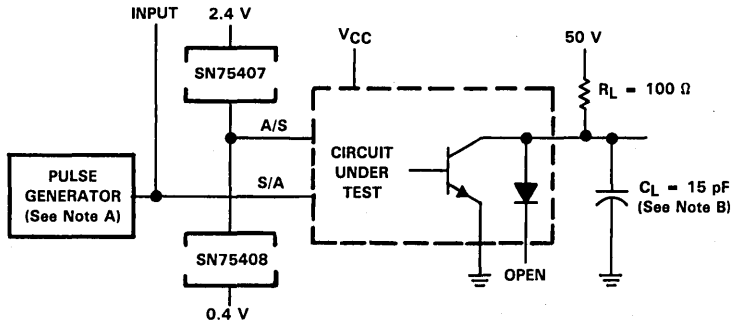 INPUT
2.4 V
VCC
50 V
SN75407
RL = 100 Ω
A/S
CIRCUIT
UNDER
TEST
PULSE
GENERATOR
(See Note A)
S/A
CL = 15 pF
(See Note B)
SN75408
OPEN
0.4 V